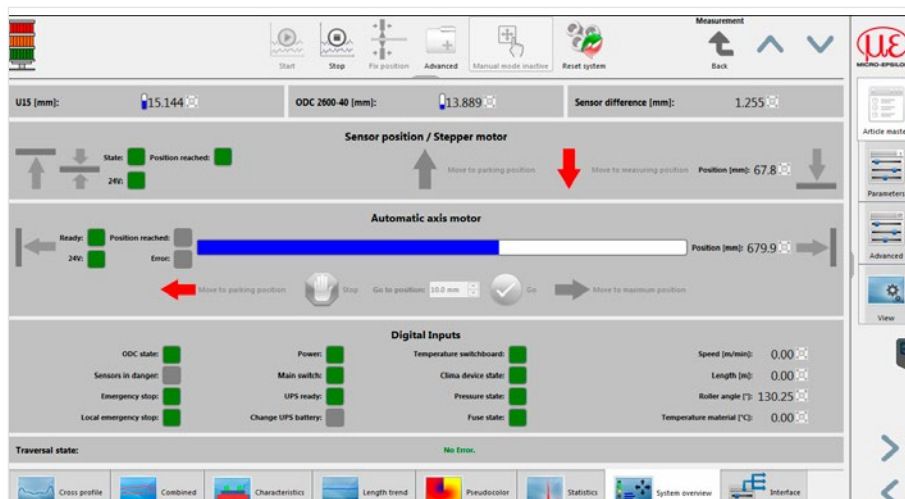 Measurement
Start
Stop
Fix position
Advanced
Manual mode inactive
Reset system
Back
µε
MICRO-EPSILON
U15 [mm]: 15.144
ODC 2600-40 [mm]: 13.889
Sensor difference [mm]: 1.255
Article master
Sensor position / Stepper motor
State: Position reached:
24V:
Move to parking position
Move to measuring position
Position [mm]: 67.8
Parameters
Automatic axis motor
Ready: Position reached:
24V: Error:
Position [mm]: 679.9
Advanced
Move to parking position
Stop
Go to position: 10.0 mm
Go
Move to maximum position
View
Digital Inputs
ODC state: Power: Temperature switchboard: Speed [m/min]: 0.00
Sensors in danger: Main switch: Clima device state: Length [m]: 0.00
Emergency stop: UPS ready: Pressure state: Roller angle [°]: 130.25
Local emergency stop: Change UPS battery: Fuse state: Temperature material [°C]: 0.00
Traversal state: No Error.
Cross profile
Combined
Characteristics
Length trend
Pseudocolor
Statistics
System overview
Interface